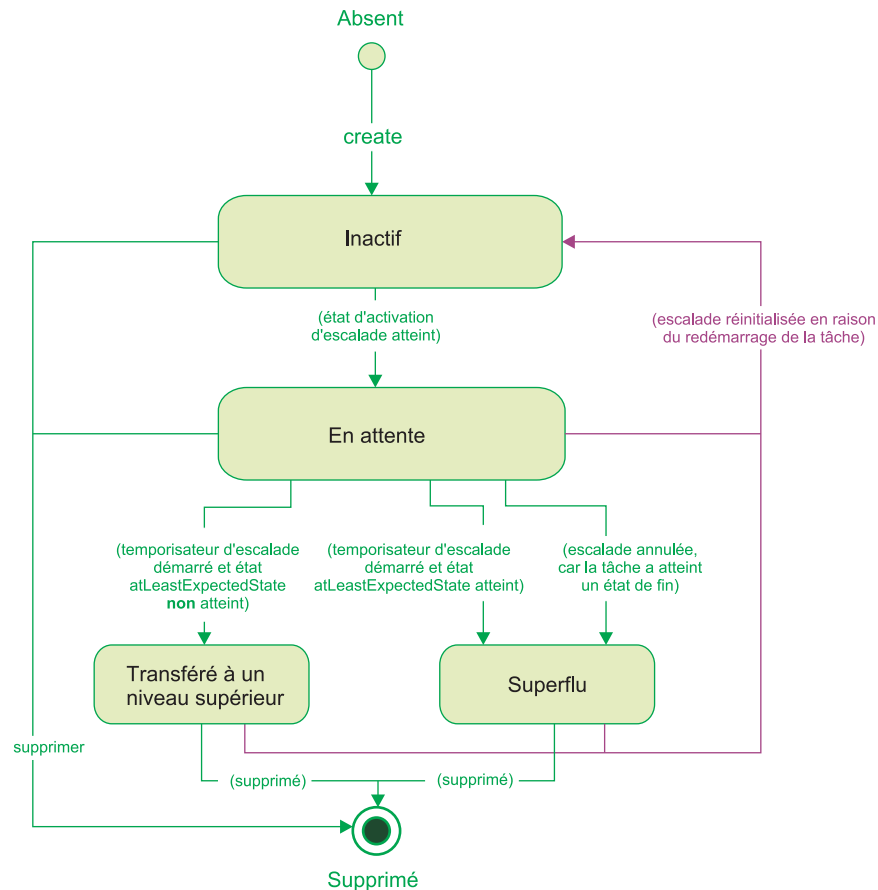 Absent
create
Inactif
(état d'activation
d'escalade atteint)
(escalade réinitialisée en raison
du redémarrage de la tâche)
En attente
(temporisateur d'escalade
démarré et état
atLeastExpectedState
non atteint)
(temporisateur d'escalade
démarré et état
atLeastExpectedState atteint)
(escalade annulée,
car la tâche a atteint
un état de fin)
Transféré à un
niveau supérieur
Superflu
supprimer
(supprimé)
(supprimé)
Supprimé